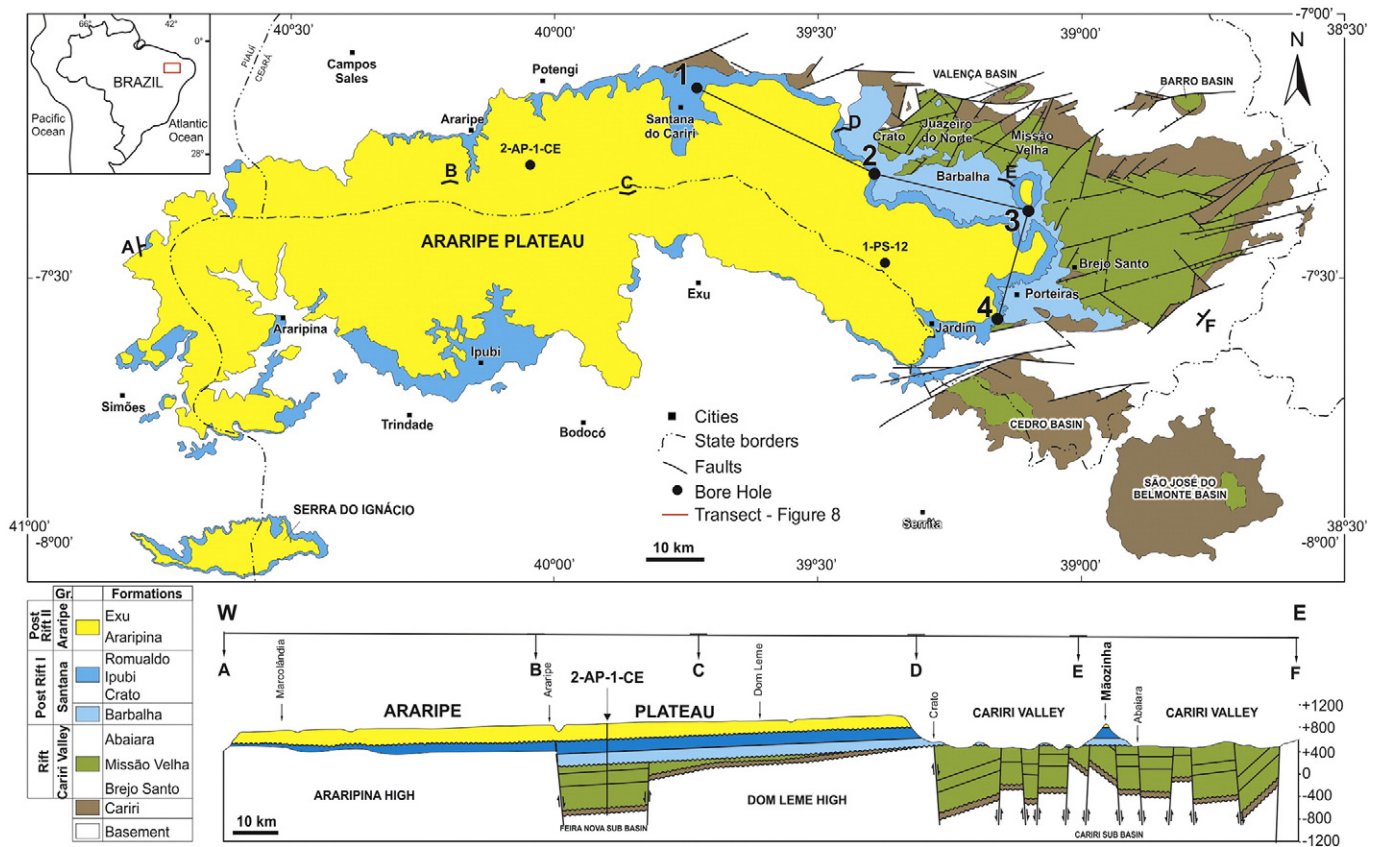 66° 42°
0°
BRAZIL
Pacific
Ocean
Atlantic
Ocean
28°
40°30'
40°00'
39°30'
39°00'
-7°00'
38°50'
N
PIAUÍ
CEARÁ
Campos
Sales
Potengi
1
VALENÇA BASIN
BARRO BASIN
Araripe
Santana
do Cariri
D
Crato
Juazeiro
do Norte
Missão
Velha
2-AP-1-CE
B
C
2
Barbalha
E
3
A
ARARIPE PLATEAU
1-PS-12
-7°30'
-7°30'
Brejo Santo
Exu
Porteiras
4
F
Araripina
Jardim
Ipubi
Simões
Trindade
Bodocó
CEDRO BASIN
Cities
State borders
Faults
Bore Hole
Transect - Figure 8
SÃO JOSÉ DO
BELMONTE BASIN
SERRA DO IGNÁCIO
Serrita
41°00'
-8°00'
38°50'
-8°00'
10 km
40°00'
39°30'
39°00'
Gr. Formations
Post Rift II
Araripe
Exu
Araripina
Post Rift I
Santana
Romualdo
Ipubi
Crato
Barbalha
Rift
Cariri Valley
Abaiara
Missão Velha
Brejo Santo
Cariri
Basement
W E
A B C D E F
Marcolândia
Araripe
2-AP-1-CE
Dom Leme
Crato
Mãozinha
Abaiara
ARARIPE PLATEAU
CARIRI VALLEY
CARIRI VALLEY
+1200
+800
+400
0
-400
-800
-1200
ARARIPINA HIGH
DOM LEME HIGH
FEIRA NOVA SUB BASIN
CARIRI SUB BASIN
10 km